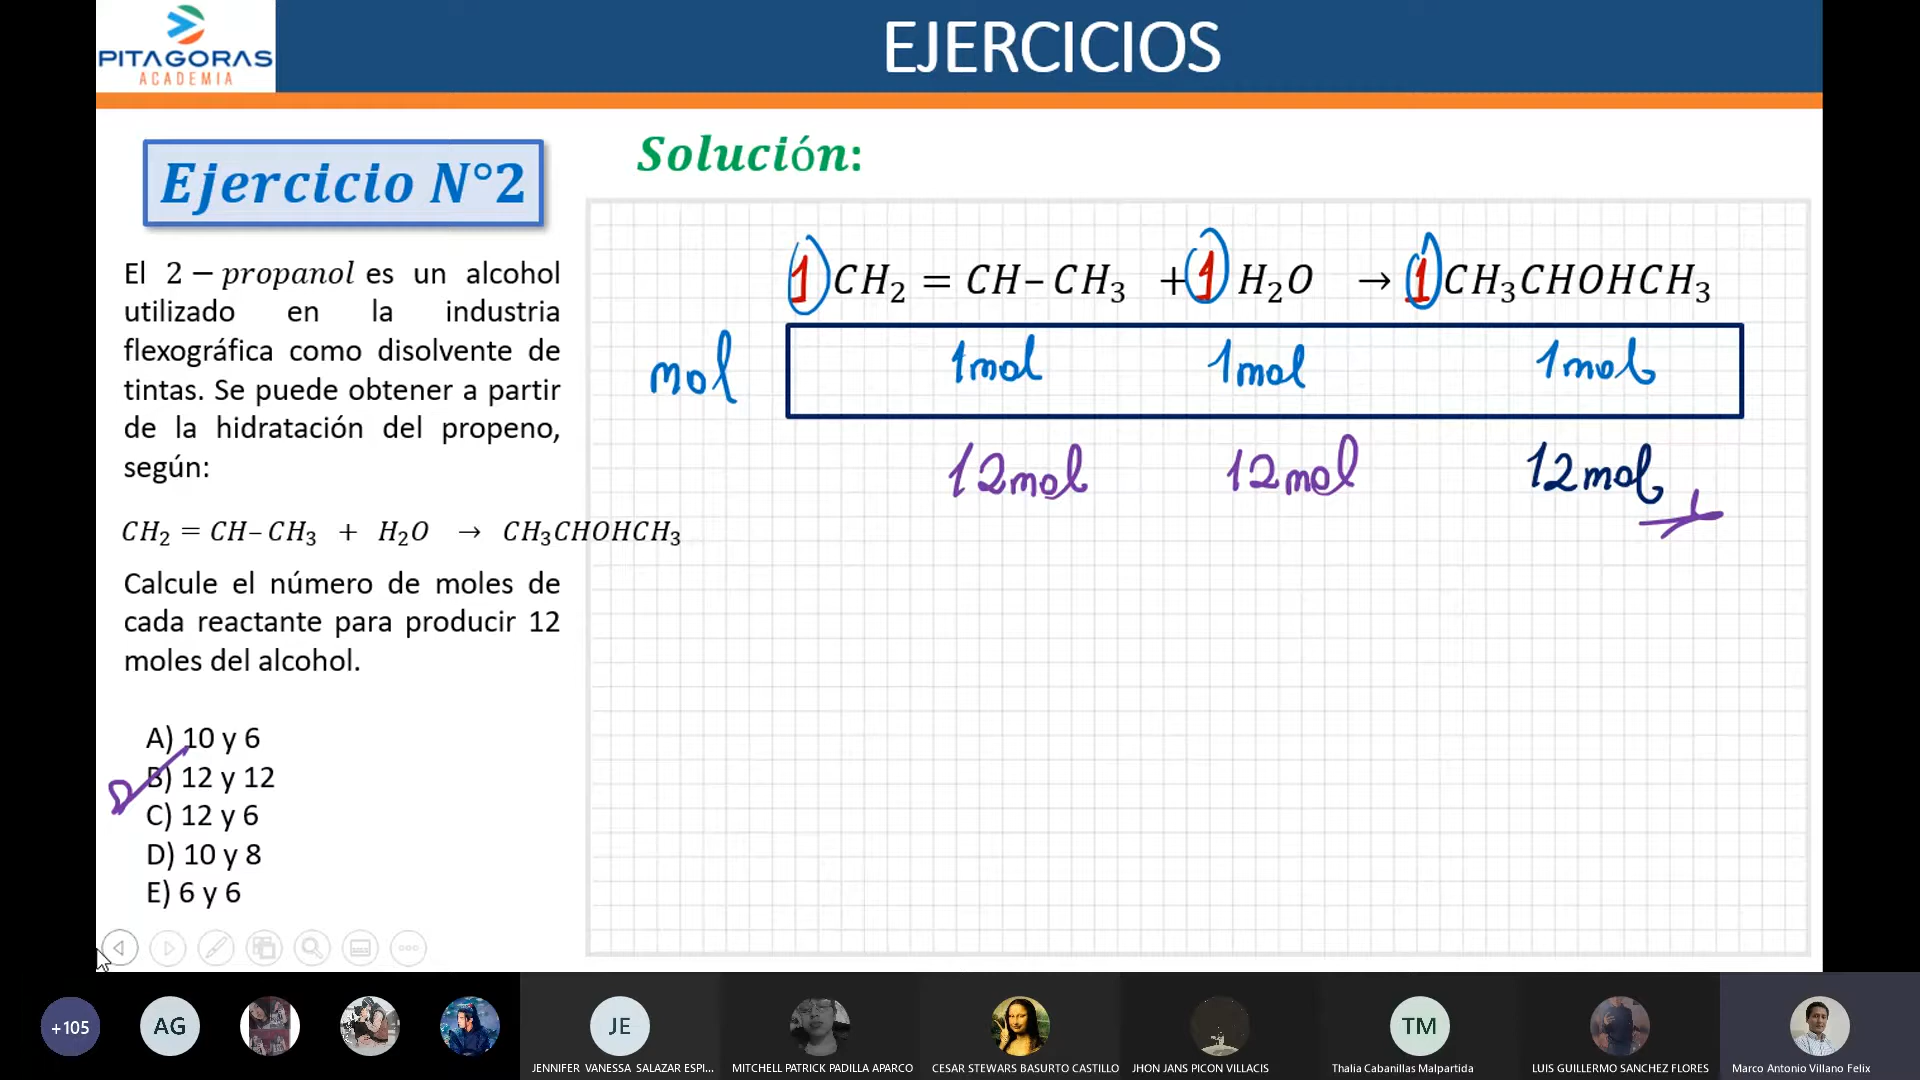 PITAGORAS
ACADEMIA
EJERCICIOS
Ejercicio N°2
El 2 − propanol es un alcohol
utilizado en la industria
flexográfica como disolvente de
tintas. Se puede obtener a partir
de la hidratación del propeno,
según:
CH₂ = CH− CH₃ + H₂O → CH₃CHOHCH₃
Calcule el número de moles de
cada reactante para producir 12
moles del alcohol.
A) 10 y 6
B) 12 y 12
C) 12 y 6
D) 10 y 8
E) 6 y 6
Solución:
1 CH₂ = CH− CH₃ + 1 H₂O → 1 CH₃CHOHCH₃
mol 1mol 1mol 1mol
12mol 12mol 12mol
+105
AG
JE
TM
JENNIFER VANESSA SALAZAR ESPI...
MITCHELL PATRICK PADILLA APARCO
CESAR STEWARS BASURTO CASTILLO
JHON JANS PICON VILLACIS
Thalia Cabanillas Malpartida
LUIS GUILLERMO SANCHEZ FLORES
Marco Antonio Villano Felix